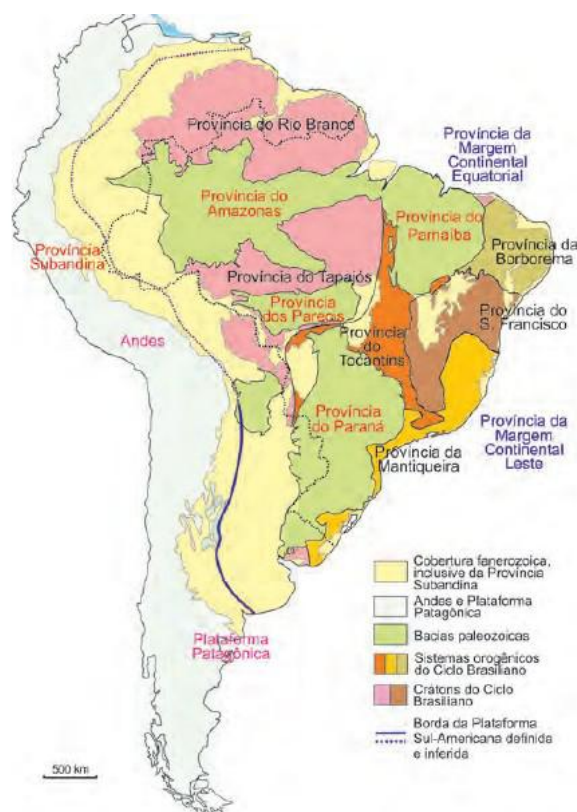 Província do Rio Branco
Província da
Margem
Continental
Equatorial
Província do
Amazonas
Província do
Parnaíba
Província
Subandina
Província da
Borborema
Província do Tapajós
Província
dos Parecis
Província do
S. Francisco
Província
do
Tocantins
Andes
Província
do Paraná
Província da
Margem
Continental
Leste
Província da
Mantiqueira
Plataforma
Patagônica
Cobertura fanerozoica,
inclusive da Província
Subandina
Andes e Plataforma
Patagônica
Bacias paleozoicas
Sistemas orogênicos
do Ciclo Brasiliano
Crátons do Ciclo
Brasiliano
Borda da Plataforma
Sul-Americana definida
e inferida
500 km